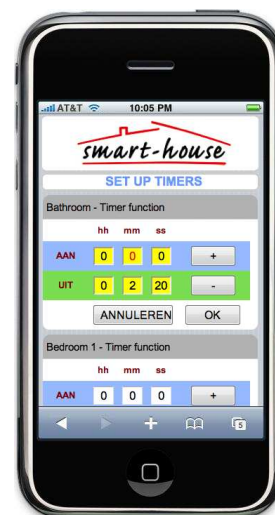 AT&T 10:05 PM
smart-house
SET UP TIMERS
Bathroom - Timer function
hh mm ss
AAN 0 0 0 +
UIT 0 2 20 -
ANNULEREN OK
Bedroom 1 - Timer function
hh mm ss
AAN 0 0 0 +
5